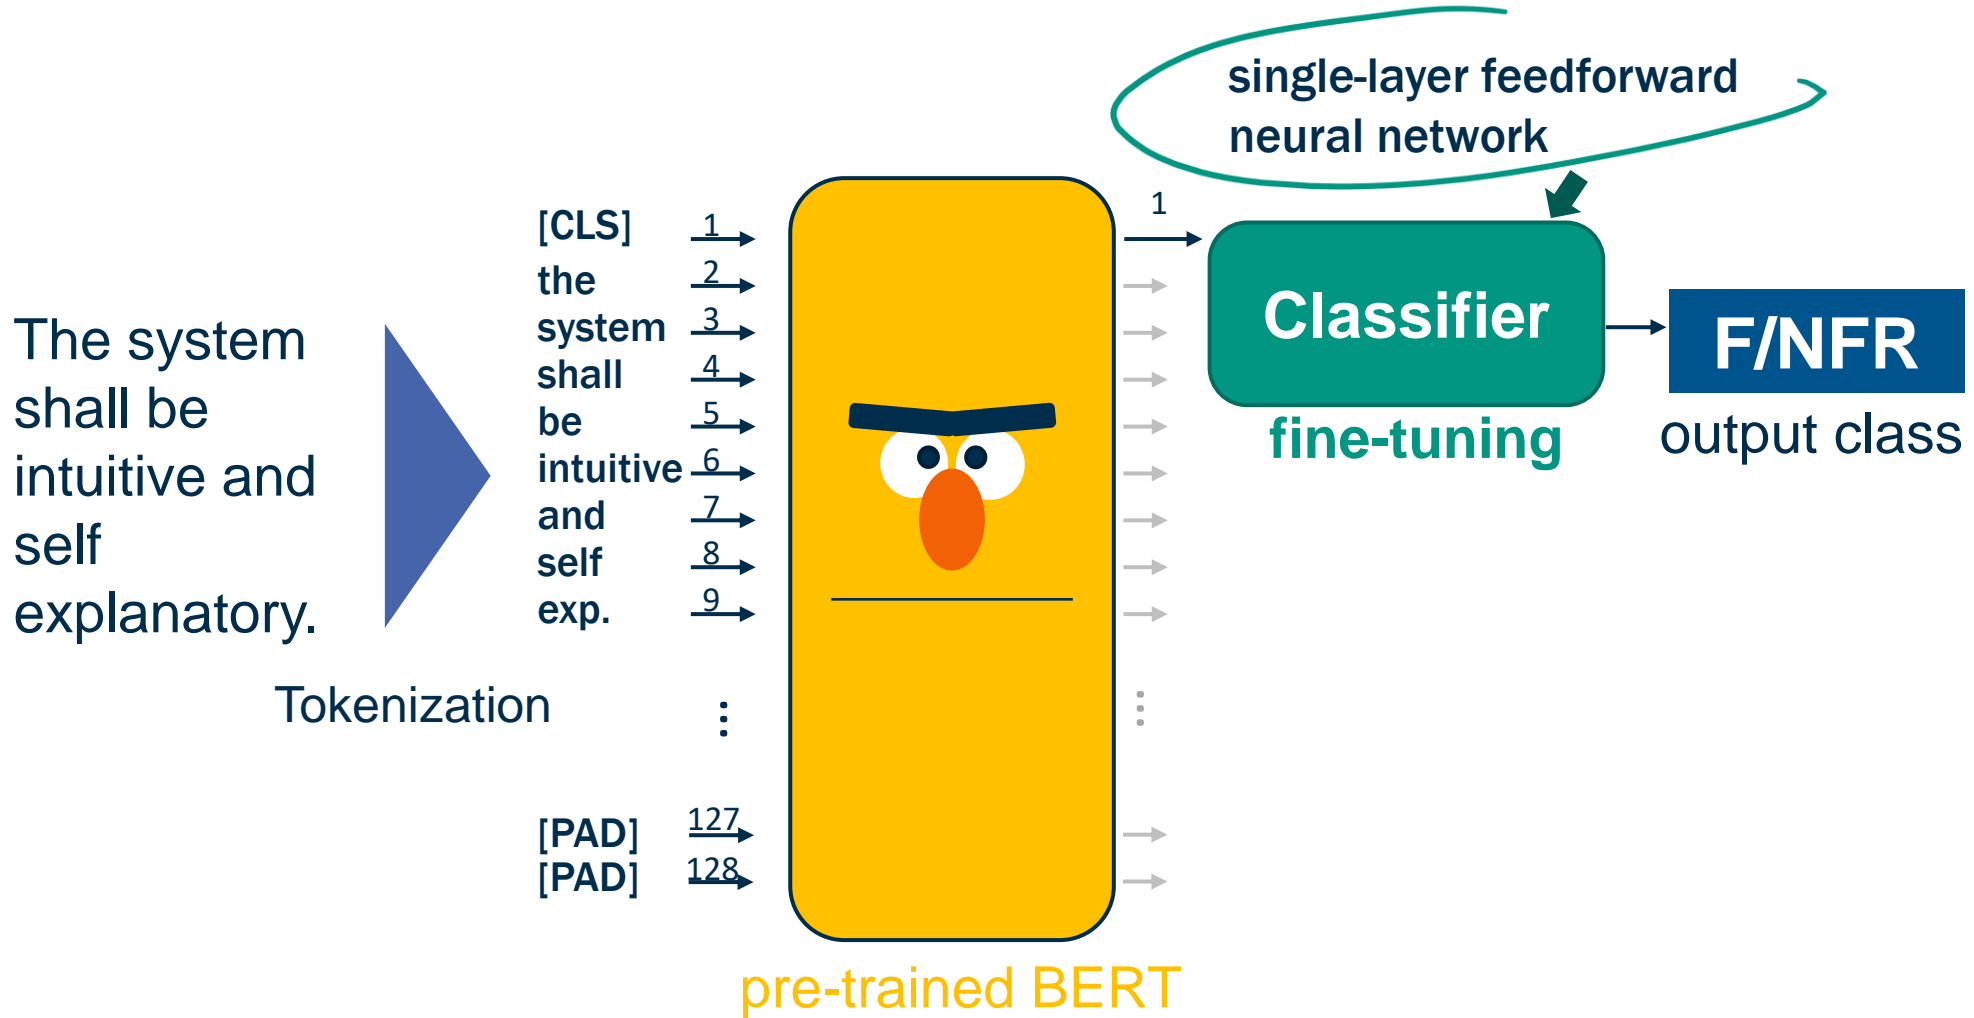 single-layer feedforward
neural network
The system
shall be
intuitive and
self
explanatory.
Tokenization
[CLS] 1
the 2
system 3
shall 4
be 5
intuitive 6
and 7
self 8
exp. 9
⋮
[PAD] 127
[PAD] 128
pre-trained BERT
1
⋮
Classifier
fine-tuning
F/NFR
output class